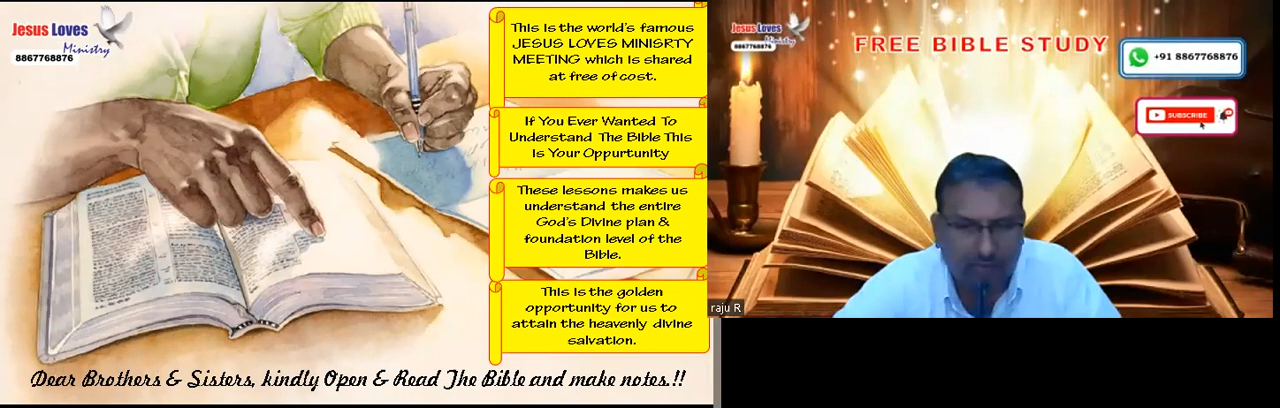 Jesus Loves
Ministry
8867768876
This is the world's famous
JESUS LOVES MINISRTY
MEETING which is shared
at free of cost.
If You Ever Wanted To
Understand The Bible This
Is Your Oppurtunity
These lessons makes us
understand the entire
God's Divine plan &
foundation level of the
Bible.
This is the golden
opportunity for us to
attain the heavenly divine
salvation.
Dear Brothers & Sisters, kindly Open & Read The Bible and make notes.!!
Jesus Loves
Ministry
8867768876
FREE BIBLE STUDY
+91 8867768876
SUBSCRIBE
raju R